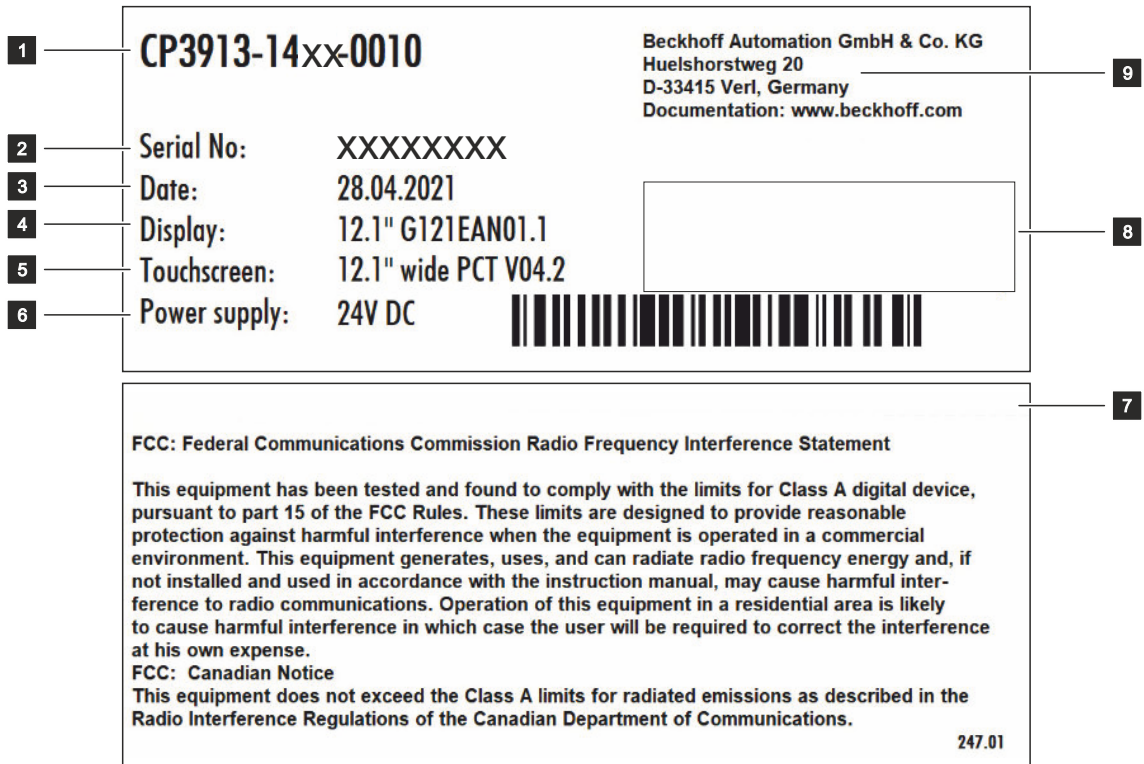 1
CP3913-14xx-0010
Beckhoff Automation GmbH & Co. KG
Huelshorstweg 20
D-33415 Verl, Germany
Documentation: www.beckhoff.com
9
2
Serial No: XXXXXXXX
3
Date: 28.04.2021
4
Display: 12.1" G121EAN01.1
8
5
Touchscreen: 12.1" wide PCT V04.2
6
Power supply: 24V DC
7
FCC: Federal Communications Commission Radio Frequency Interference Statement
This equipment has been tested and found to comply with the limits for Class A digital device,
pursuant to part 15 of the FCC Rules. These limits are designed to provide reasonable
protection against harmful interference when the equipment is operated in a commercial
environment. This equipment generates, uses, and can radiate radio frequency energy and, if
not installed and used in accordance with the instruction manual, may cause harmful inter-
ference to radio communications. Operation of this equipment in a residential area is likely
to cause harmful interference in which case the user will be required to correct the interference
at his own expense.
FCC: Canadian Notice
This equipment does not exceed the Class A limits for radiated emissions as described in the
Radio Interference Regulations of the Canadian Department of Communications.
247.01